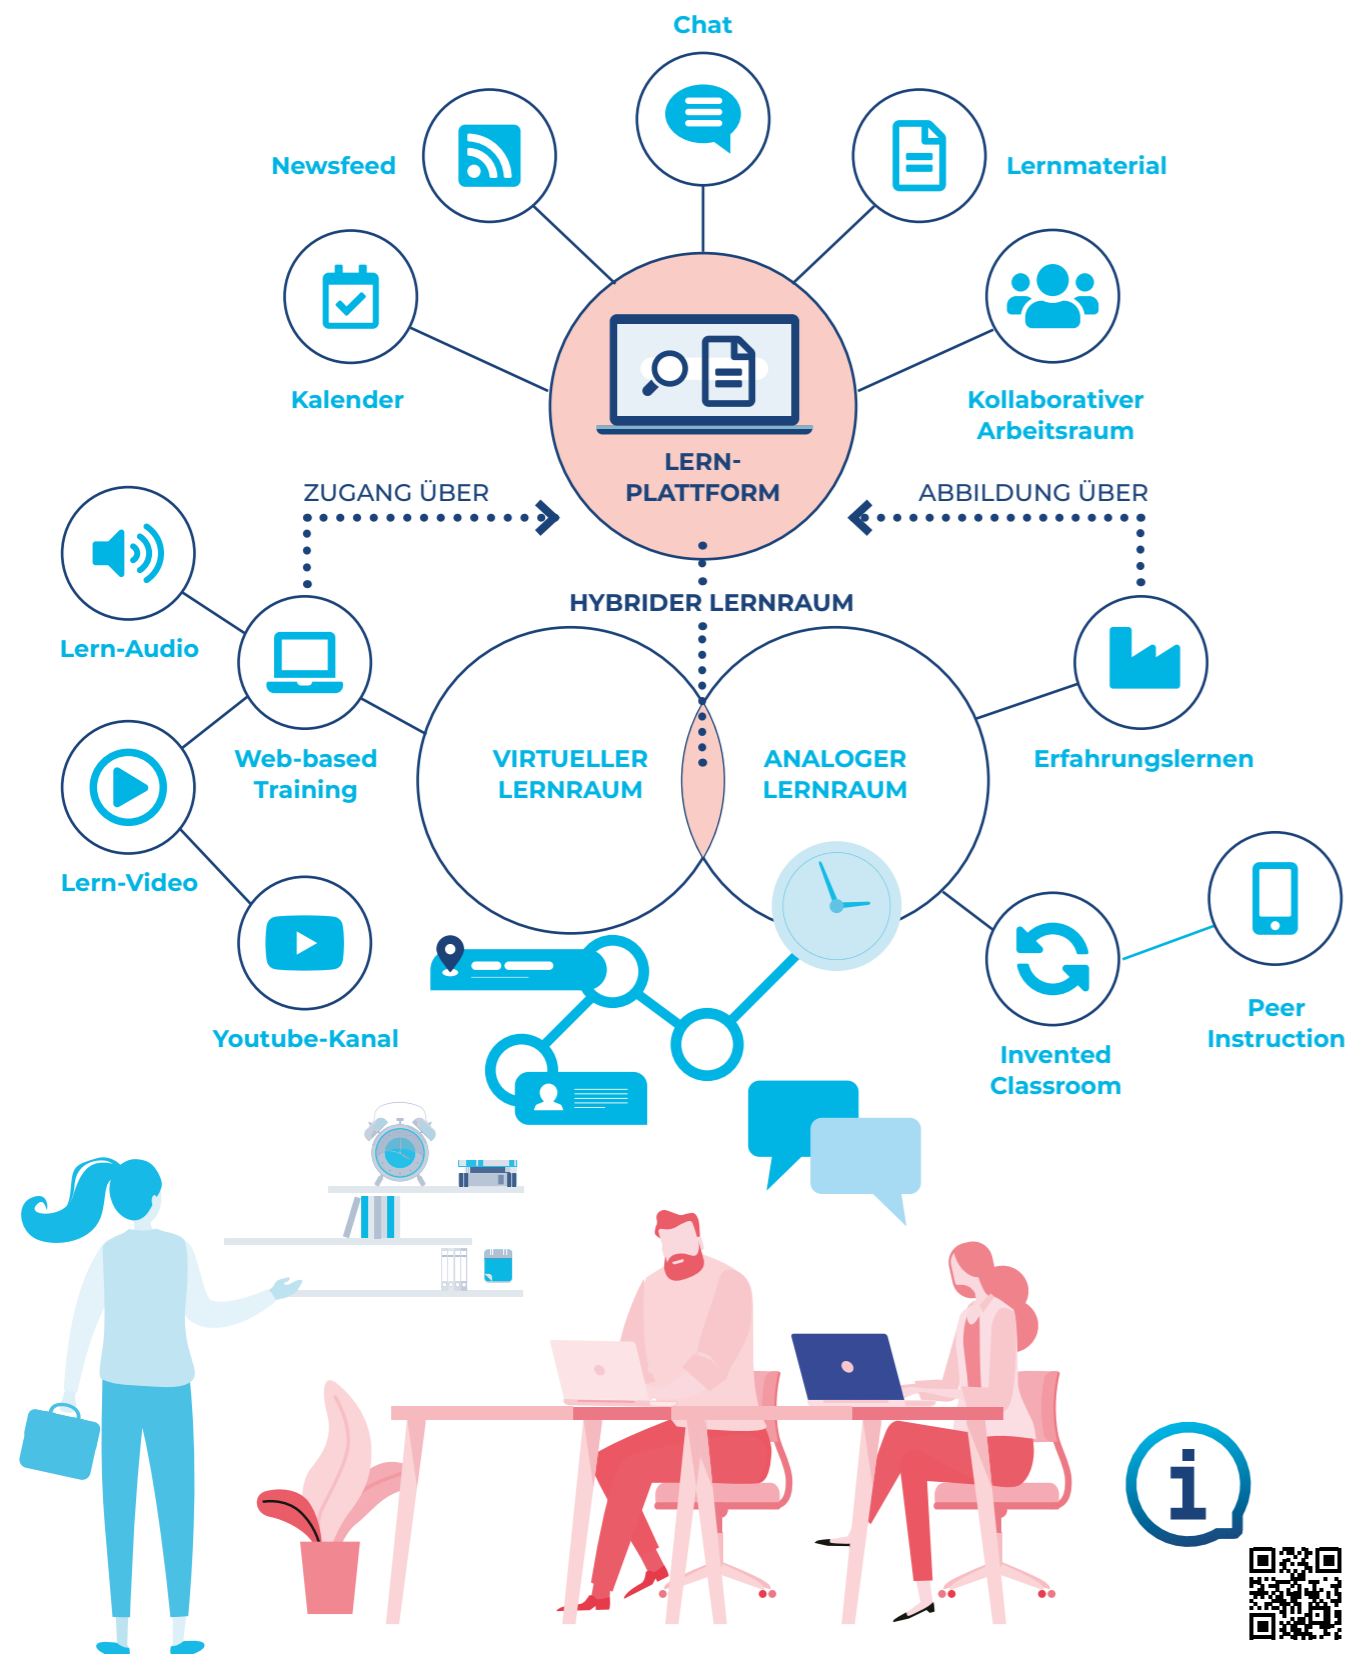 Chat
Newsfeed
Lernmaterial
Kalender
Kollaborativer
Arbeitsraum
LERN-
PLATTFORM
ZUGANG ÜBER
ABBILDUNG ÜBER
HYBRIDER LERNRAUM
Lern-Audio
Web-based
Training
VIRTUELLER
LERNRAUM
ANALOGER
LERNRAUM
Erfahrungslernen
Lern-Video
Youtube-Kanal
Invented
Classroom
Peer
Instruction
i